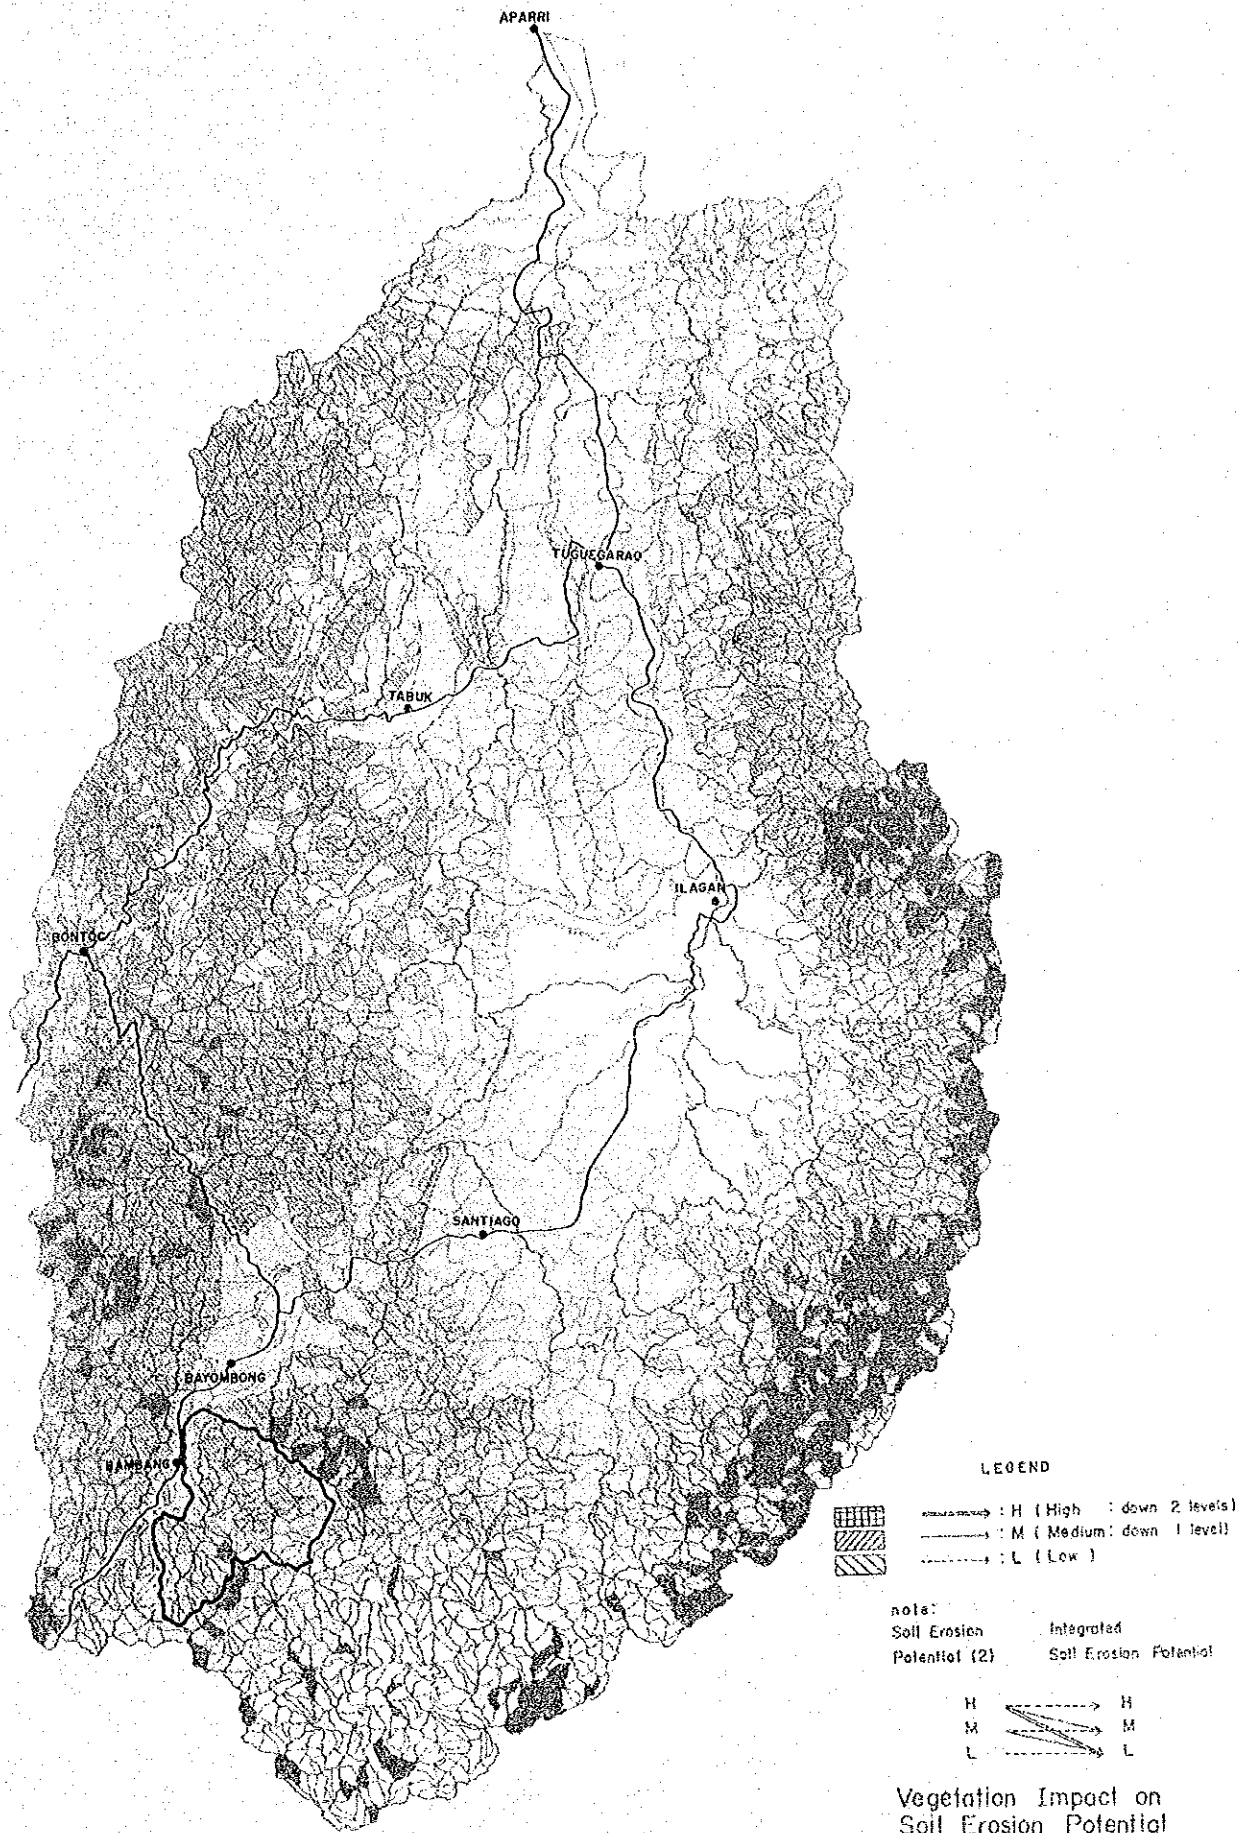 APARRI
TUGUEGARAO
TABUK
ILAGAN
BONTOC
SANTIAGO
BAYOMBONG
BAMBANG
LEGEND
: H ( High : down 2 levels)
: M ( Medium : down 1 level)
: L ( Low )
note:
Soil Erosion Integrated
Potential (2) Soil Erosion Potential
H H
M M
L L
Vegetation Impact on
Soil Erosion Potential